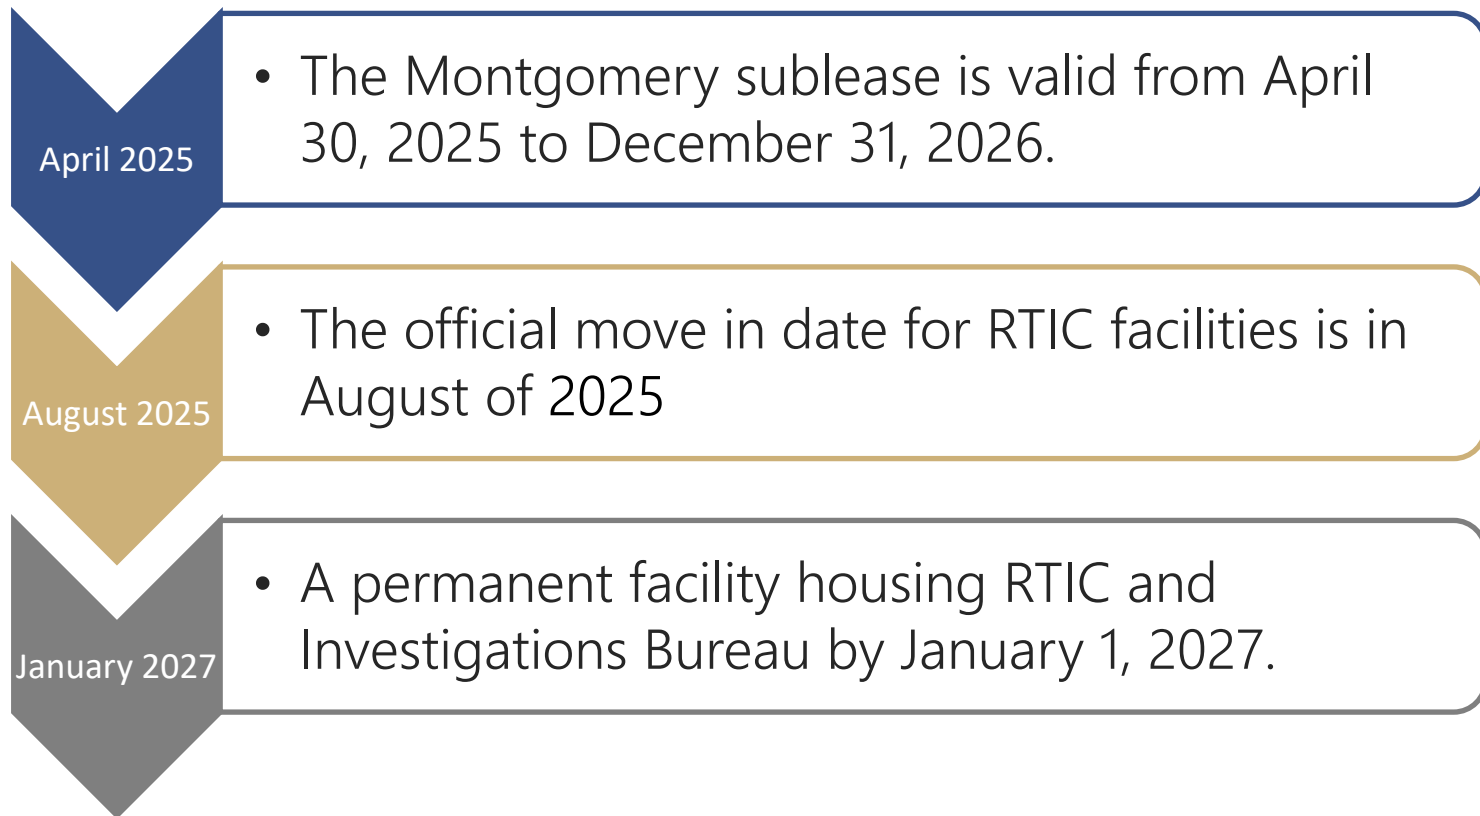 April 2025
• The Montgomery sublease is valid from April
30, 2025 to December 31, 2026.
August 2025
• The official move in date for RTIC facilities is in
August of 2025
January 2027
• A permanent facility housing RTIC and
Investigations Bureau by January 1, 2027.